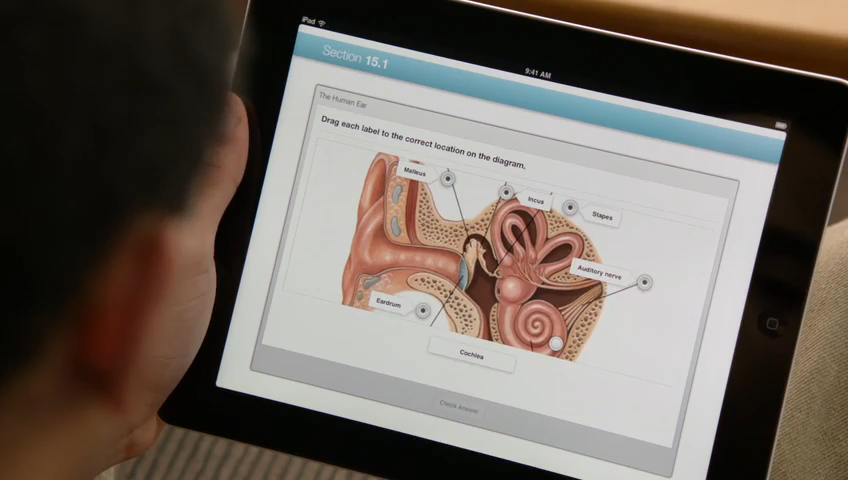 iPad
9:41 AM
Section 15.1
The Human Ear
Drag each label to the correct location on the diagram.
Malleus
Incus
Stapes
Auditory nerve
Eardrum
Cochlea
Check Answer